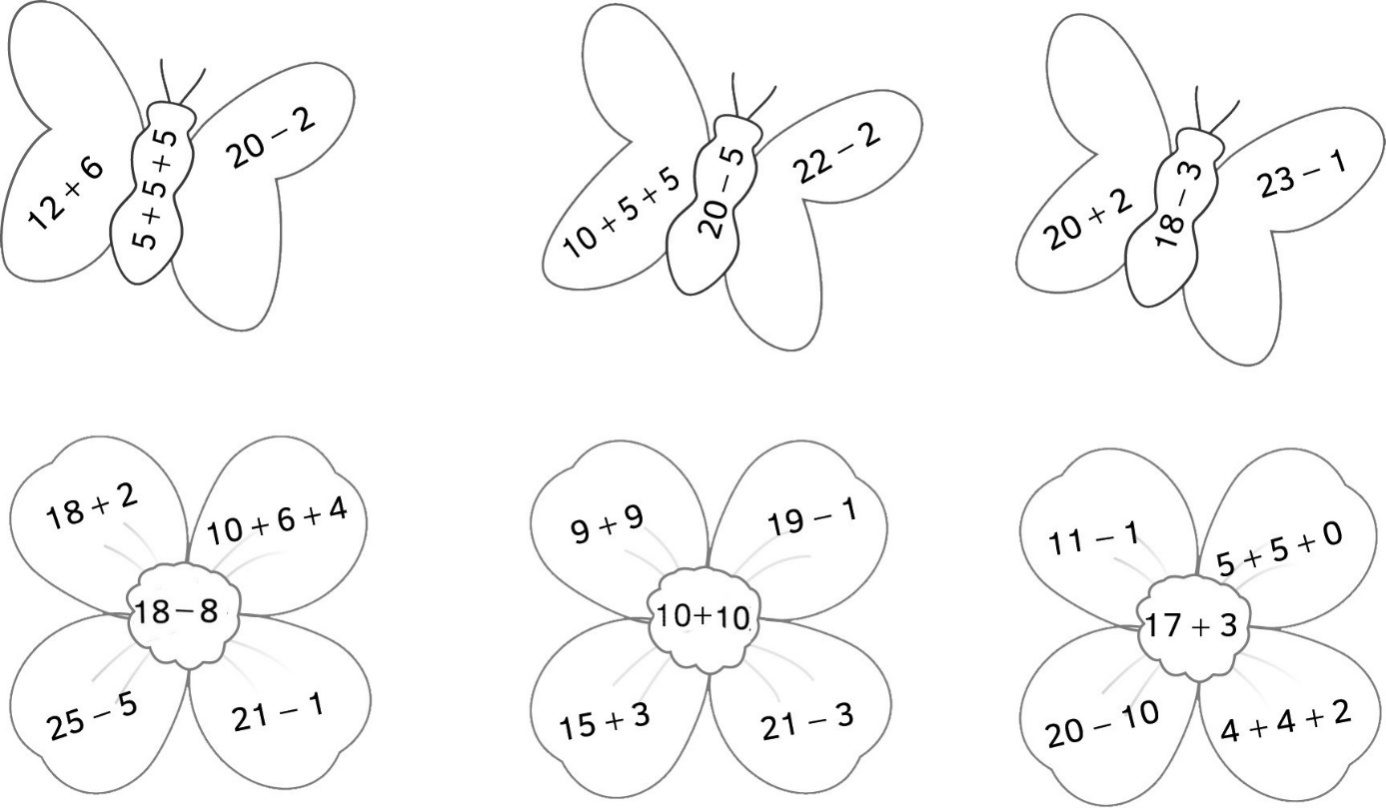 12 + 6
5 + 5 + 5
20 − 2
10 + 5 + 5
20 − 5
22 − 2
20 + 2
18 − 3
23 − 1
18 + 2
10 + 6 + 4
18 − 8
25 − 5
21 − 1
9 + 9
19 − 1
10+10
15 + 3
21 − 3
11 − 1
5 + 5 + 0
17 + 3
20 − 10
4 + 4 + 2